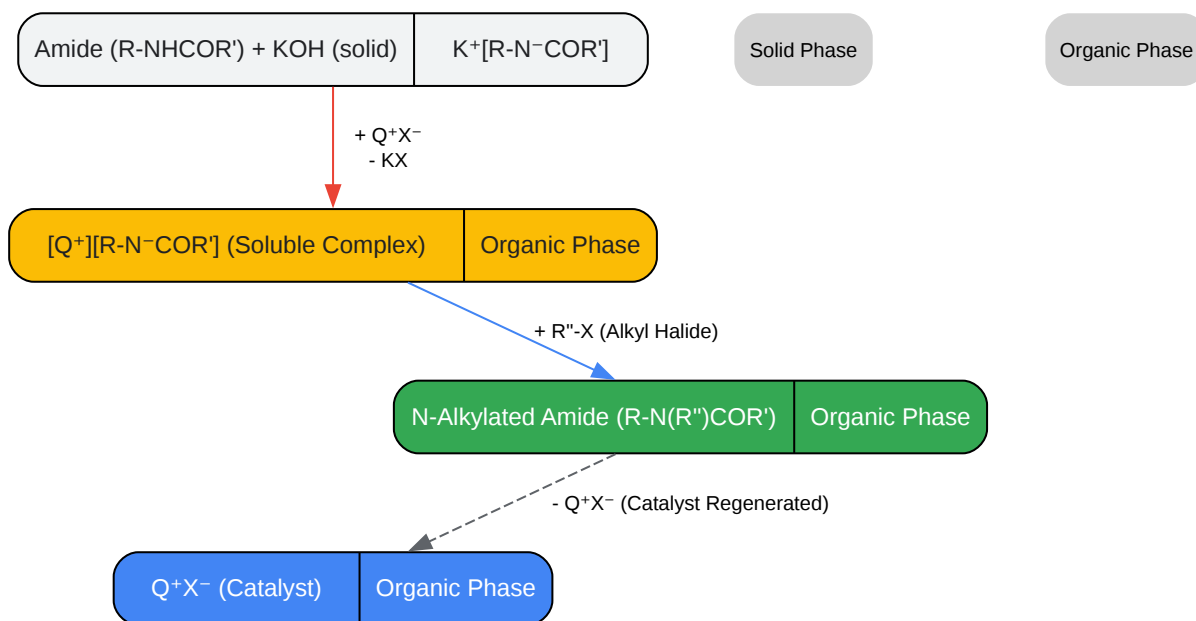 Amide (R-NHCOR') + KOH (solid)
K⁺[R-N⁻COR']
Solid Phase
Organic Phase
+ Q⁺X⁻
- KX
[Q⁺][R-N⁻COR'] (Soluble Complex)
Organic Phase
+ R"-X (Alkyl Halide)
N-Alkylated Amide (R-N(R")COR')
Organic Phase
- Q⁺X⁻ (Catalyst Regenerated)
Q⁺X⁻ (Catalyst)
Organic Phase